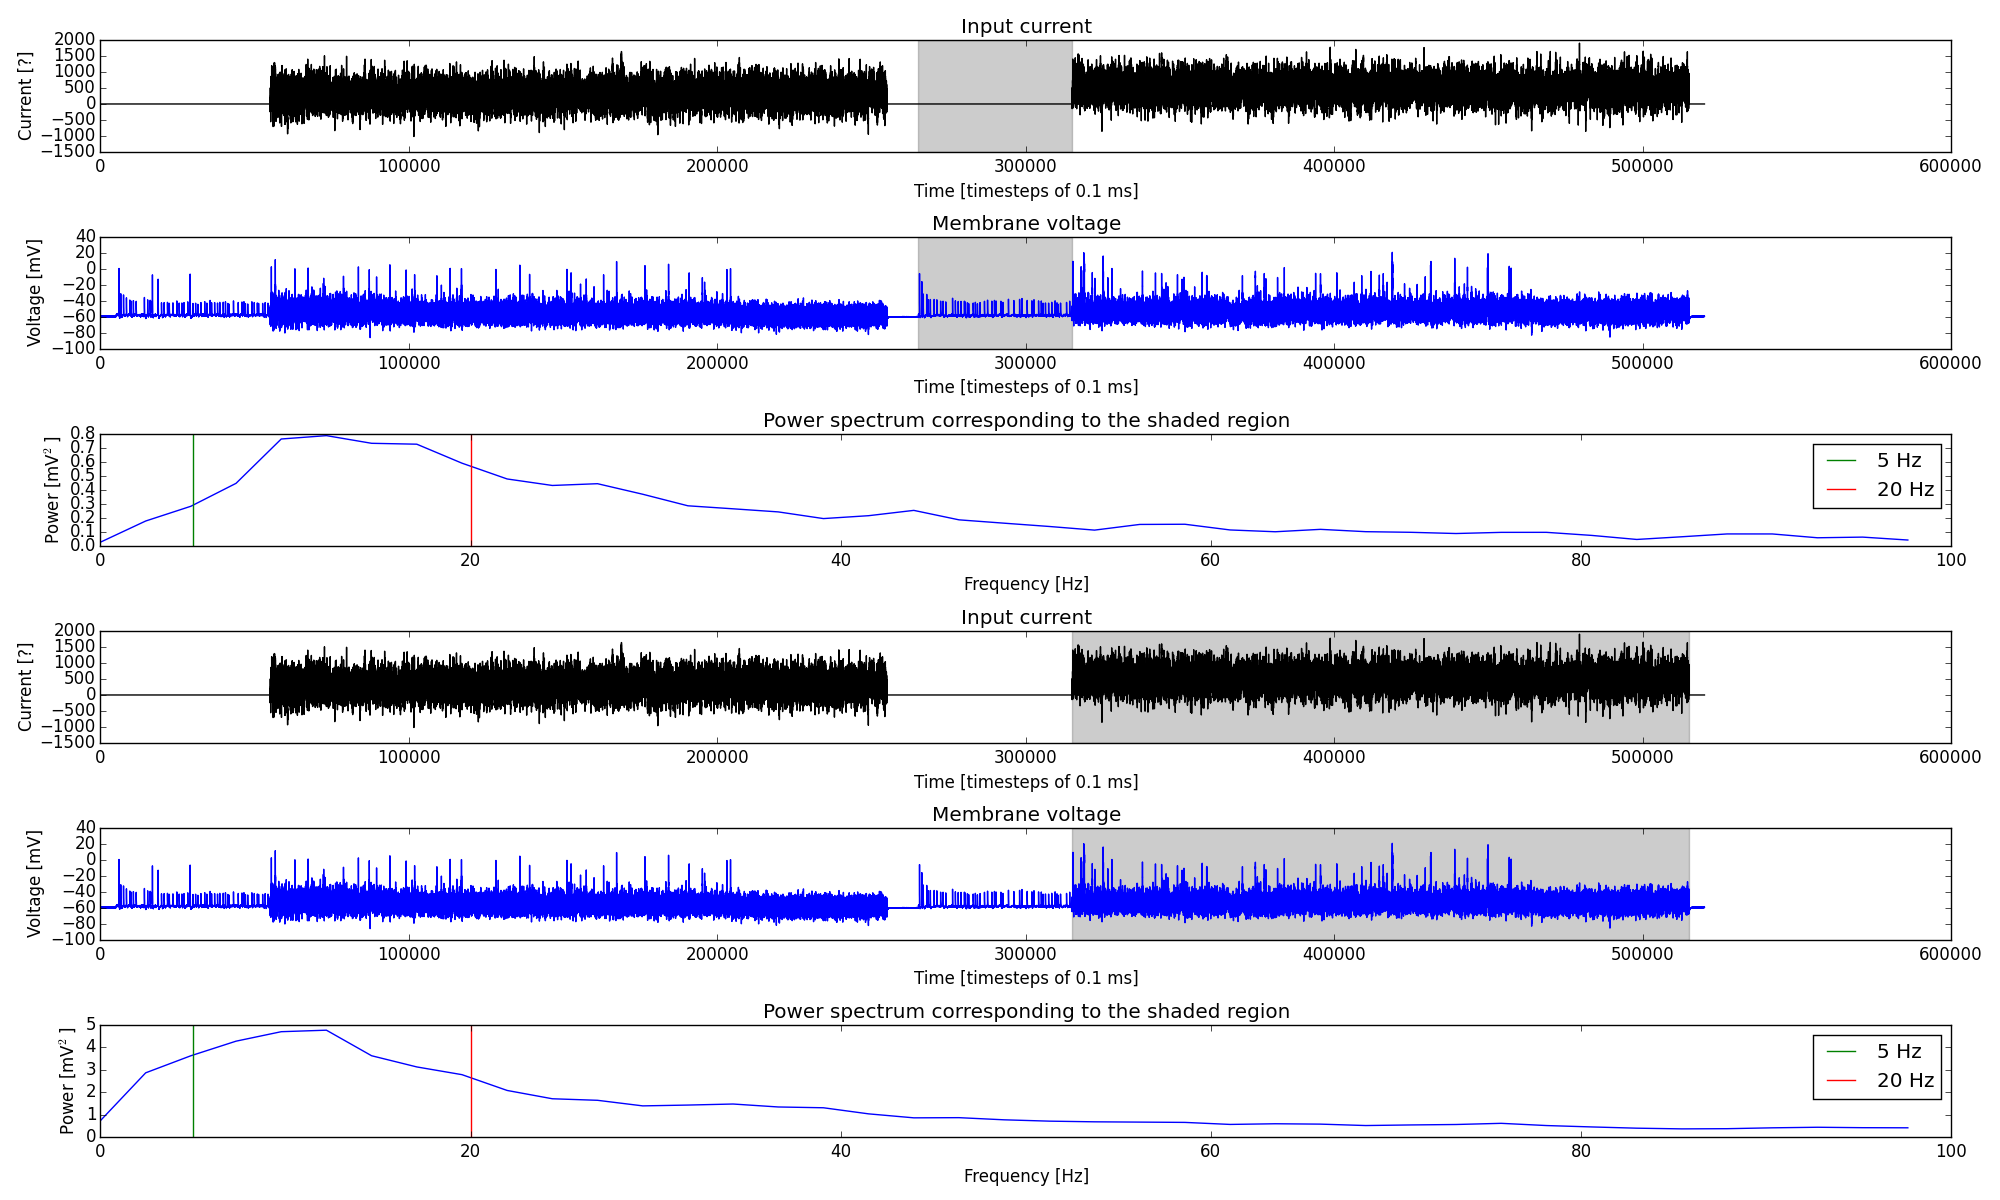 Input current
2000
1500
1000
500
0
−500
−1000
−1500
Current [?]
0 100000 200000 300000 400000 500000 600000
Time [timesteps of 0.1 ms]
Membrane voltage
40
20
0
−20
−40
−60
−80
−100
Voltage [mV]
0 100000 200000 300000 400000 500000 600000
Time [timesteps of 0.1 ms]
Power spectrum corresponding to the shaded region
0.8
0.7
0.6
0.5
0.4
0.3
0.2
0.1
0.0
Power [mV²]
5 Hz
20 Hz
0 20 40 60 80 100
Frequency [Hz]
Input current
2000
1500
1000
500
0
−500
−1000
−1500
Current [?]
0 100000 200000 300000 400000 500000 600000
Time [timesteps of 0.1 ms]
Membrane voltage
40
20
0
−20
−40
−60
−80
−100
Voltage [mV]
0 100000 200000 300000 400000 500000 600000
Time [timesteps of 0.1 ms]
Power spectrum corresponding to the shaded region
5
4
3
2
1
0
Power [mV²]
5 Hz
20 Hz
0 20 40 60 80 100
Frequency [Hz]